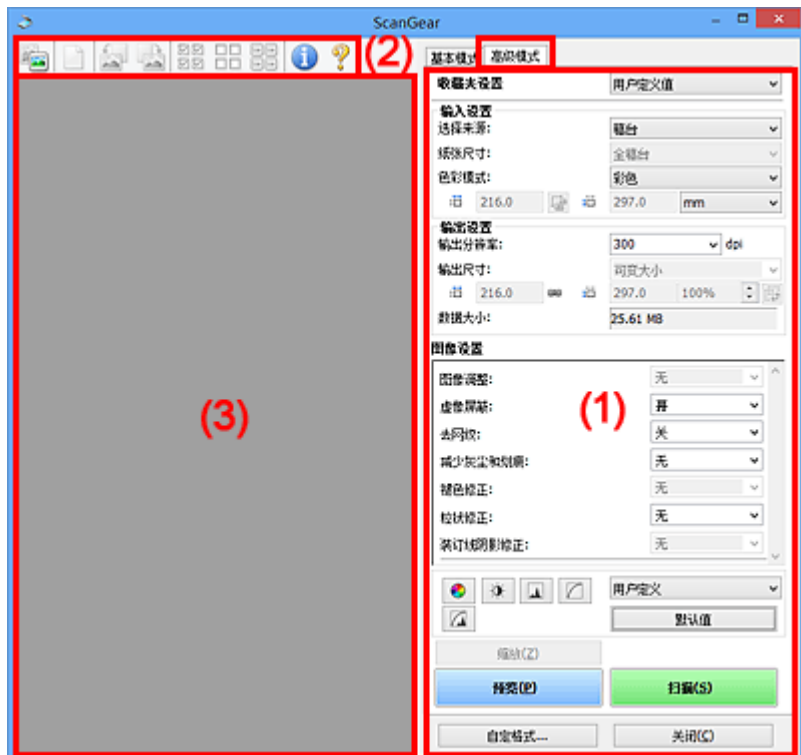 ScanGear
(2)
基本模式 高级模式
收藏夹设置 用户定义值
输入设置
选择来源: 稿台
纸张尺寸: 全稿台
色彩模式: 彩色
216.0 297.0 mm
输出设置
输出分辨率: 300 dpi
输出尺寸: 可变大小
216.0 297.0 100%
数据大小: 25.61 MB
图像设置
图像调整: 无
虚像屏蔽: 开
去网纹: 关
减少灰尘和划痕: 无
褪色修正: 无
粒状修正: 无
装订线阴影修正: 无
(1)
(3)
用户定义
默认值
缩放(Z)
预览(P) 扫描(S)
自定格式... 关闭(C)